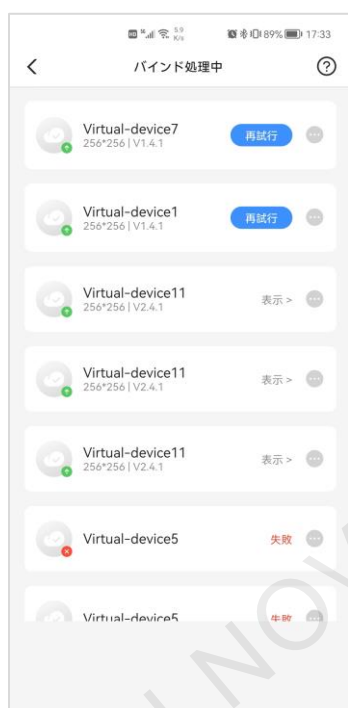 5.9
K/s
89%
17:33
バインド処理中
Virtual-device7
256*256 | V1.4.1
再試行
Virtual-device1
256*256 | V1.4.1
再試行
Virtual-device11
256*256 | V2.4.1
表示 >
Virtual-device11
256*256 | V2.4.1
表示 >
Virtual-device11
256*256 | V2.4.1
表示 >
Virtual-device5
失敗
Virtual-device5
失敗